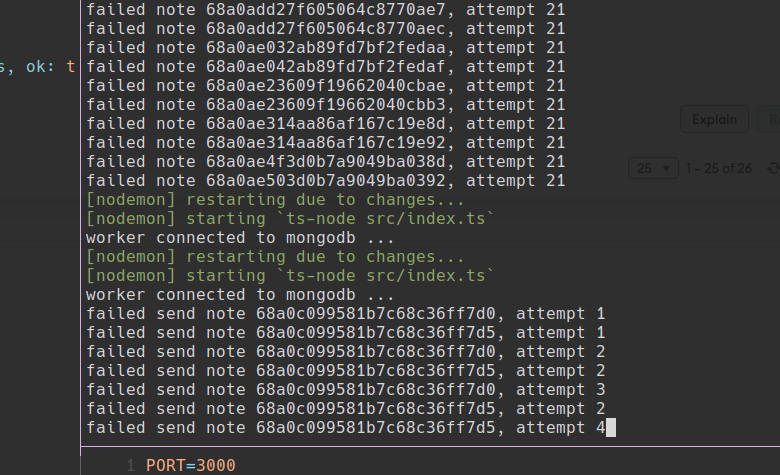 failed note 68a0add27f605064c8770ae7, attempt 21
failed note 68a0add27f605064c8770aec, attempt 21
failed note 68a0ae032ab89fd7bf2fedaa, attempt 21
s, ok: t
failed note 68a0ae042ab89fd7bf2fedaf, attempt 21
failed note 68a0ae23609f19662040cbae, attempt 21
failed note 68a0ae23609f19662040cbb3, attempt 21
failed note 68a0ae314aa86af167c19e8d, attempt 21
Explain
failed note 68a0ae314aa86af167c19e92, attempt 21
failed note 68a0ae4f3d0b7a9049ba038d, attempt 21
25 1 – 25 of 26
failed note 68a0ae503d0b7a9049ba0392, attempt 21
[nodemon] restarting due to changes...
[nodemon] starting `ts-node src/index.ts`
worker connected to mongodb ...
[nodemon] restarting due to changes...
[nodemon] starting `ts-node src/index.ts`
worker connected to mongodb ...
failed send note 68a0c099581b7c68c36ff7d0, attempt 1
failed send note 68a0c099581b7c68c36ff7d5, attempt 1
failed send note 68a0c099581b7c68c36ff7d0, attempt 2
failed send note 68a0c099581b7c68c36ff7d5, attempt 2
failed send note 68a0c099581b7c68c36ff7d0, attempt 3
failed send note 68a0c099581b7c68c36ff7d5, attempt 2
failed send note 68a0c099581b7c68c36ff7d5, attempt 4
1 PORT=3000